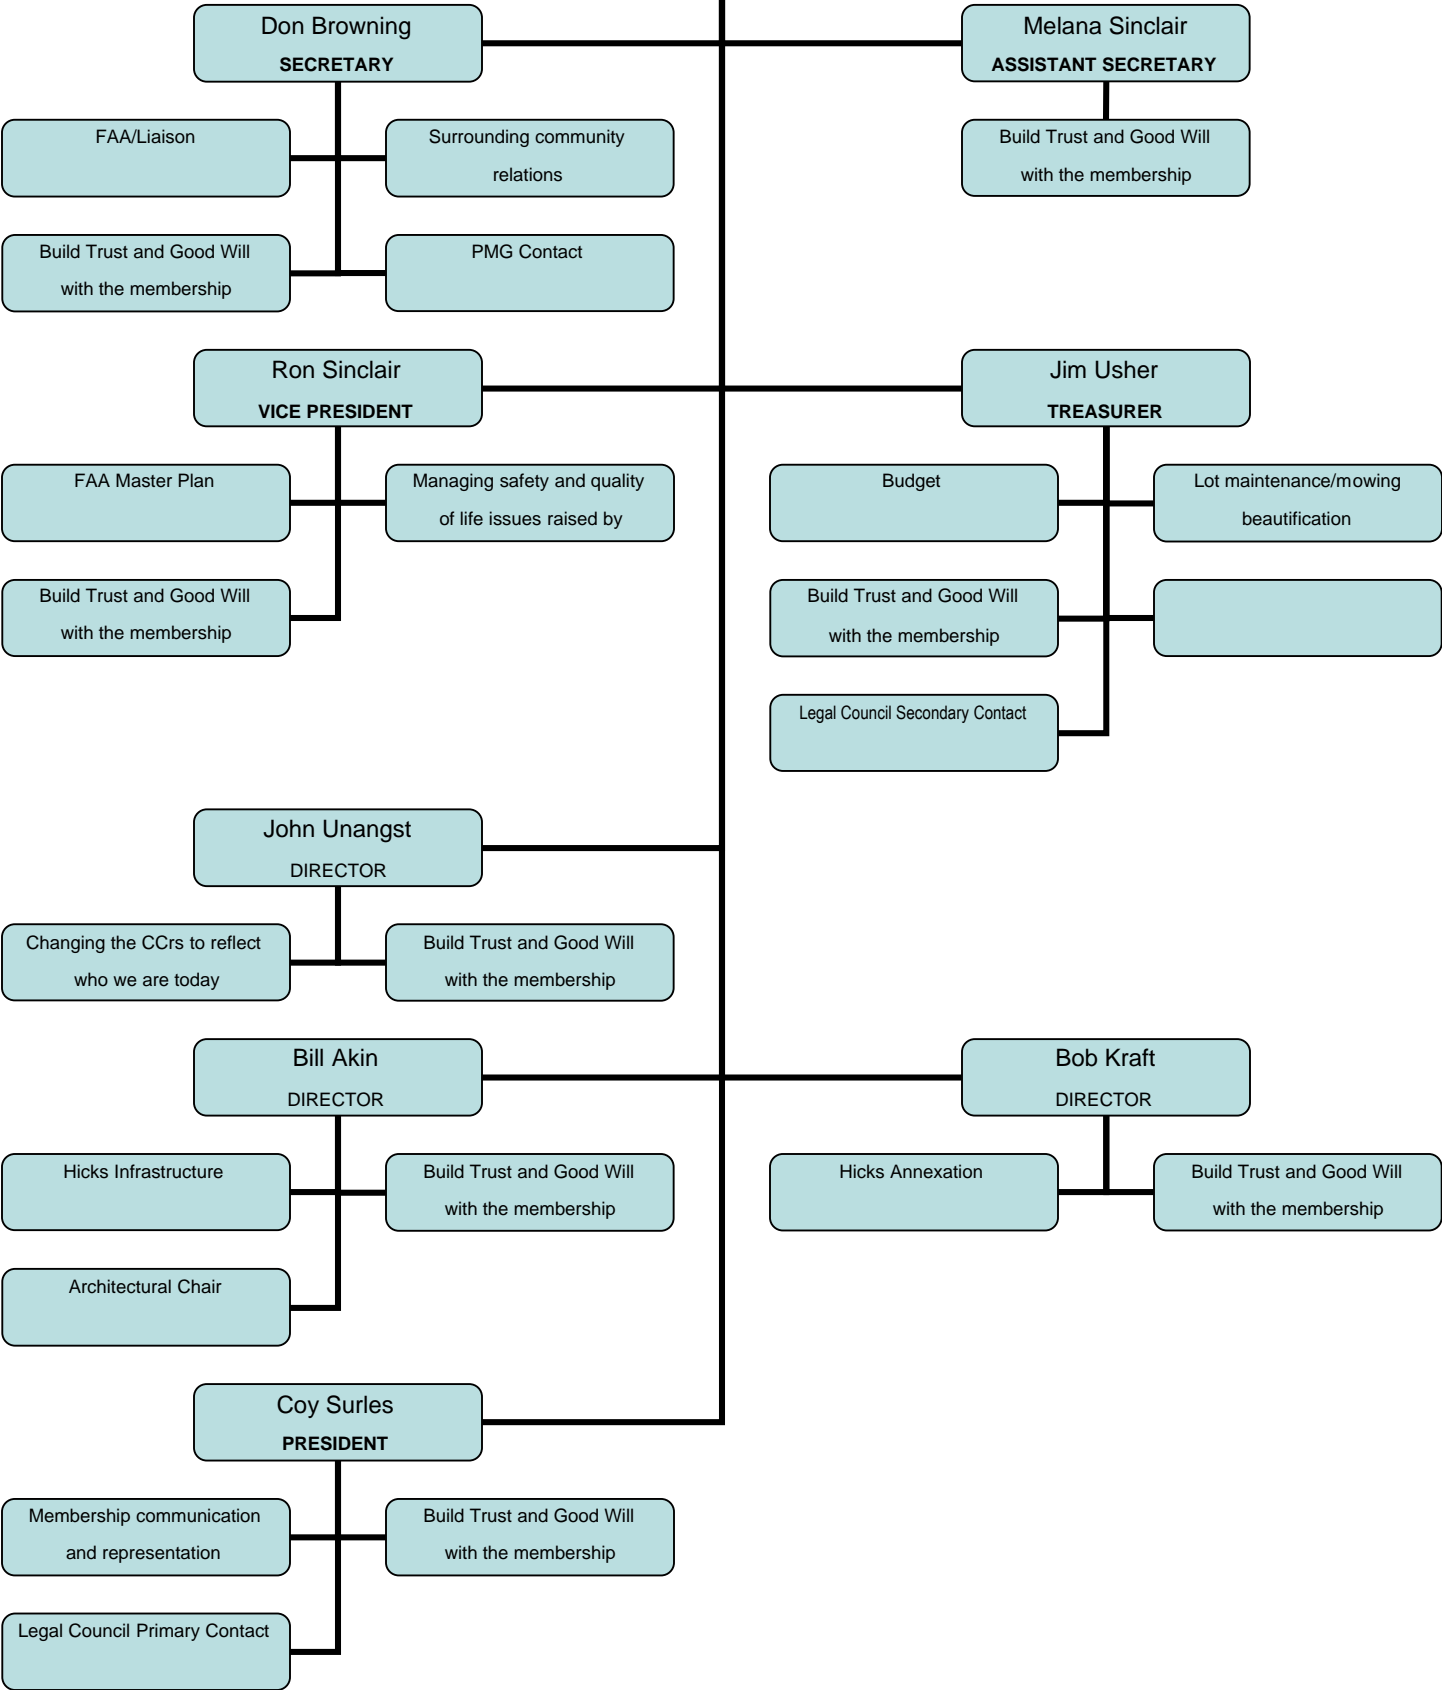 Don Browning
SECRETARY
Melana Sinclair
ASSISTANT SECRETARY
FAA/Liaison
Surrounding community
relations
Build Trust and Good Will
with the membership
Build Trust and Good Will
with the membership
PMG Contact
Ron Sinclair
VICE PRESIDENT
Jim Usher
TREASURER
FAA Master Plan
Managing safety and quality
of life issues raised by
Budget
Lot maintenance/mowing
beautification
Build Trust and Good Will
with the membership
Build Trust and Good Will
with the membership
Legal Council Secondary Contact
John Unangst
DIRECTOR
Changing the CCrs to reflect
who we are today
Build Trust and Good Will
with the membership
Bill Akin
DIRECTOR
Bob Kraft
DIRECTOR
Hicks Infrastructure
Build Trust and Good Will
with the membership
Hicks Annexation
Build Trust and Good Will
with the membership
Architectural Chair
Coy Surles
PRESIDENT
Membership communication
and representation
Build Trust and Good Will
with the membership
Legal Council Primary Contact